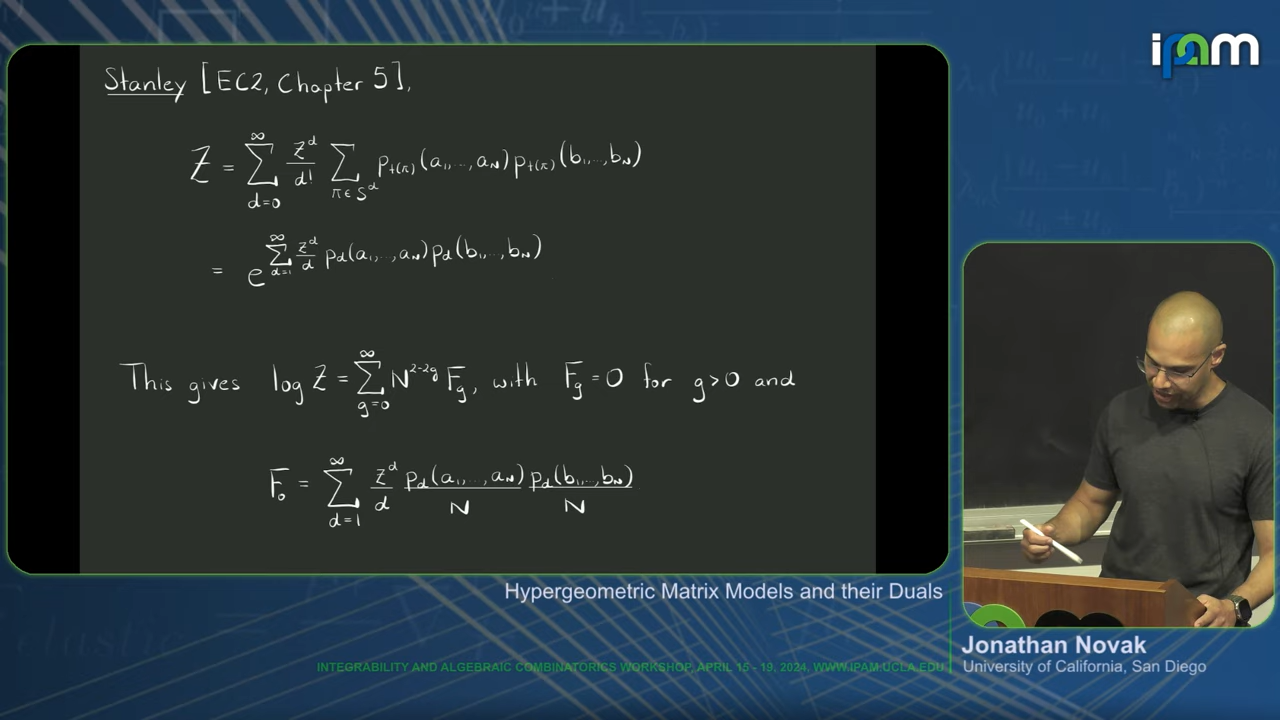 Stanley [EC2, Chapter 5],
Z = ∑_{d=0}^{∞} z^d/d! ∑_{π∈S^d} p_{t(π)}(a_1,...,a_N) p_{t(π)}(b_1,...,b_N)
= e^{∑_{d=1}^{∞} z^d/d p_d(a_1,...,a_N) p_d(b_1,...,b_N)}
This gives log Z = ∑_{g=0}^{∞} N^{2-2g} F_g, with F_g = 0 for g>0 and
F_0 = ∑_{d=1}^{∞} z^d/d p_d(a_1,...,a_N)/N p_d(b_1,...,b_N)/N
ipam
Hypergeometric Matrix Models and their Duals
Jonathan Novak
University of California, San Diego
INTEGRABILITY AND ALGEBRAIC COMBINATORICS WORKSHOP, APRIL 15 - 19, 2024, WWW.IPAM.UCLA.EDU